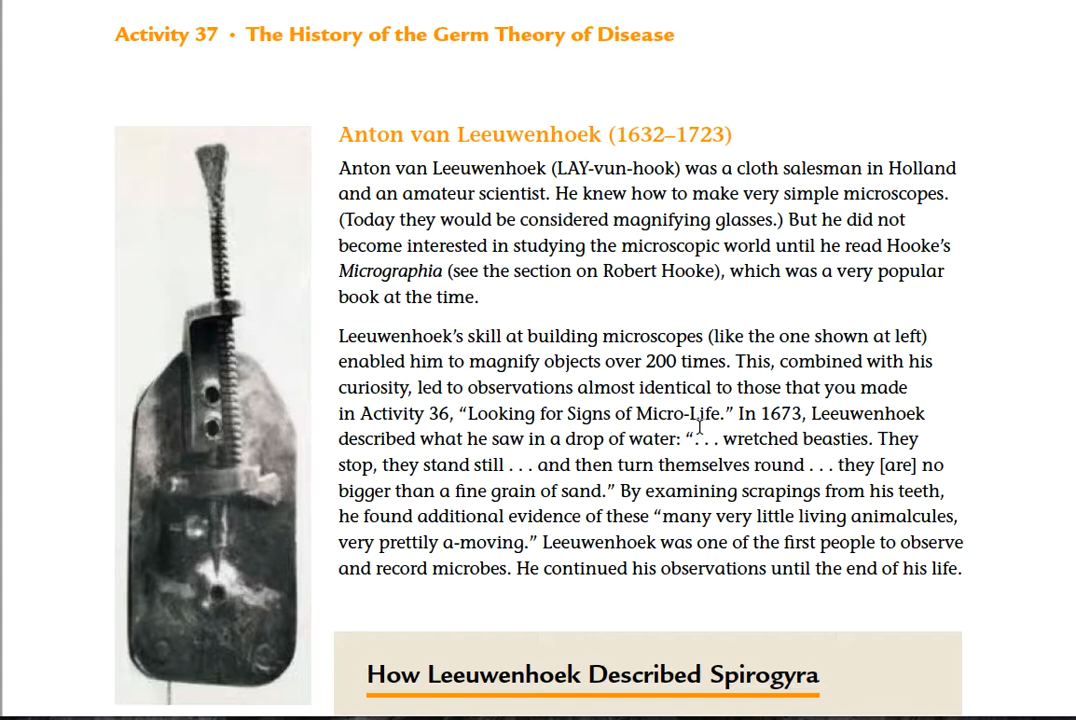 Activity 37 • The History of the Germ Theory of Disease
Anton van Leeuwenhoek (1632–1723)
Anton van Leeuwenhoek (LAY-vun-hook) was a cloth salesman in Holland
and an amateur scientist. He knew how to make very simple microscopes.
(Today they would be considered magnifying glasses.) But he did not
become interested in studying the microscopic world until he read Hooke’s
Micrographia (see the section on Robert Hooke), which was a very popular
book at the time.
Leeuwenhoek’s skill at building microscopes (like the one shown at left)
enabled him to magnify objects over 200 times. This, combined with his
curiosity, led to observations almost identical to those that you made
in Activity 36, “Looking for Signs of Micro-Life.” In 1673, Leeuwenhoek
described what he saw in a drop of water: “. . . wretched beasties. They
stop, they stand still . . . and then turn themselves round . . . they [are] no
bigger than a fine grain of sand.” By examining scrapings from his teeth,
he found additional evidence of these “many very little living animalcules,
very prettily a-moving.” Leeuwenhoek was one of the first people to observe
and record microbes. He continued his observations until the end of his life.
How Leeuwenhoek Described Spirogyra